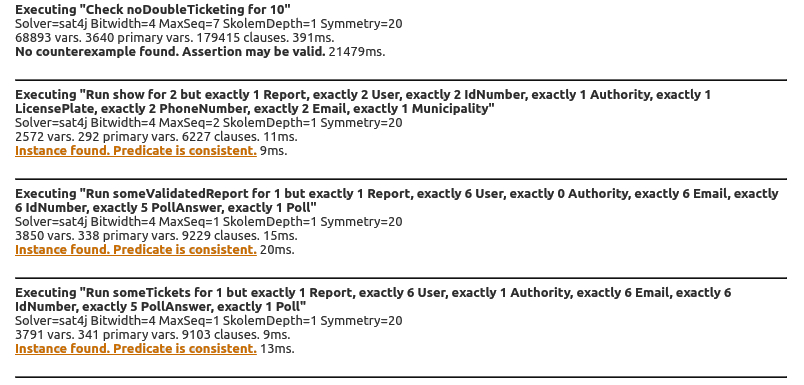 Executing "Check noDoubleTicketing for 10"
Solver=sat4j Bitwidth=4 MaxSeq=7 SkolemDepth=1 Symmetry=20
68893 vars. 3640 primary vars. 179415 clauses. 391ms.
No counterexample found. Assertion may be valid. 21479ms.
Executing "Run show for 2 but exactly 1 Report, exactly 2 User, exactly 2 IdNumber, exactly 1 Authority, exactly 1
LicensePlate, exactly 2 PhoneNumber, exactly 2 Email, exactly 1 Municipality"
Solver=sat4j Bitwidth=4 MaxSeq=2 SkolemDepth=1 Symmetry=20
2572 vars. 292 primary vars. 6227 clauses. 11ms.
Instance found. Predicate is consistent. 9ms.
Executing "Run someValidatedReport for 1 but exactly 1 Report, exactly 6 User, exactly 0 Authority, exactly 6 Email, exactly
6 IdNumber, exactly 5 PollAnswer, exactly 1 Poll"
Solver=sat4j Bitwidth=4 MaxSeq=1 SkolemDepth=1 Symmetry=20
3850 vars. 338 primary vars. 9229 clauses. 15ms.
Instance found. Predicate is consistent. 20ms.
Executing "Run someTickets for 1 but exactly 1 Report, exactly 6 User, exactly 1 Authority, exactly 6 Email, exactly 6
IdNumber, exactly 5 PollAnswer, exactly 1 Poll"
Solver=sat4j Bitwidth=4 MaxSeq=1 SkolemDepth=1 Symmetry=20
3791 vars. 341 primary vars. 9103 clauses. 9ms.
Instance found. Predicate is consistent. 13ms.